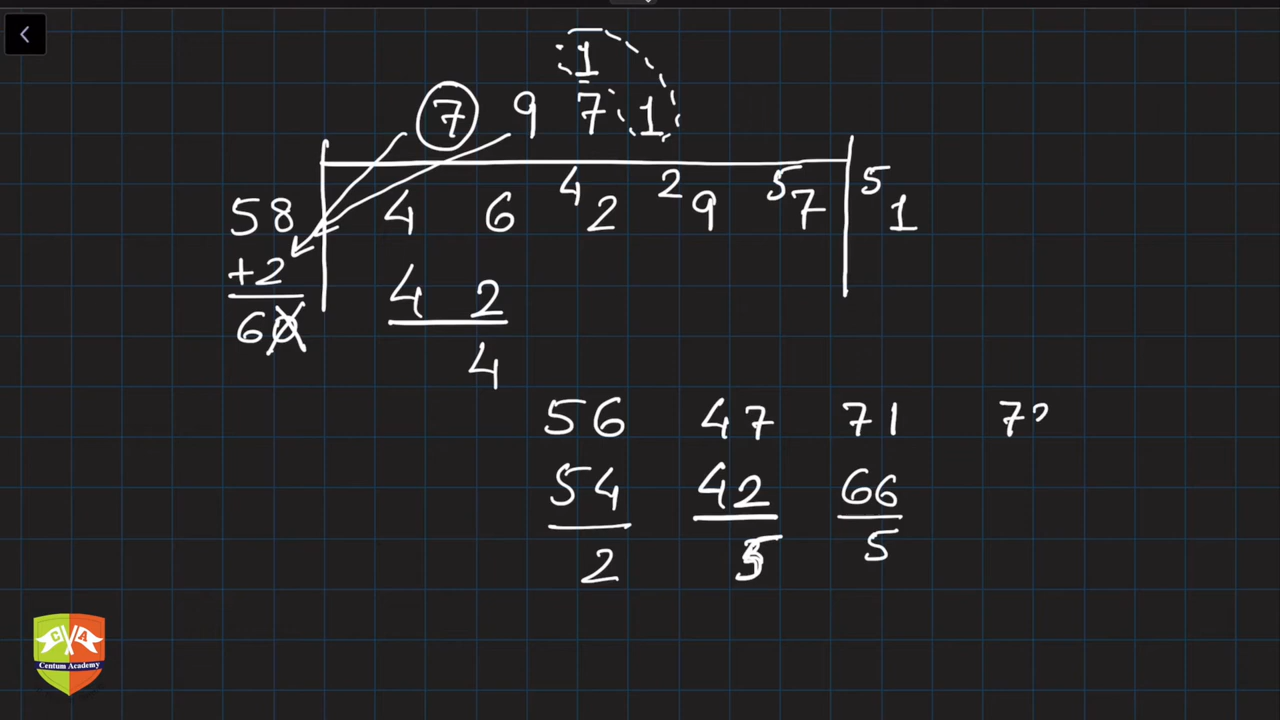 1
7 9 7 1
58 4 6 4 2 2 9 5 7 5 1
+2
4 2
60
4
56 47 71 7?
54 42 66
2 5 5
C A
Centum Academy